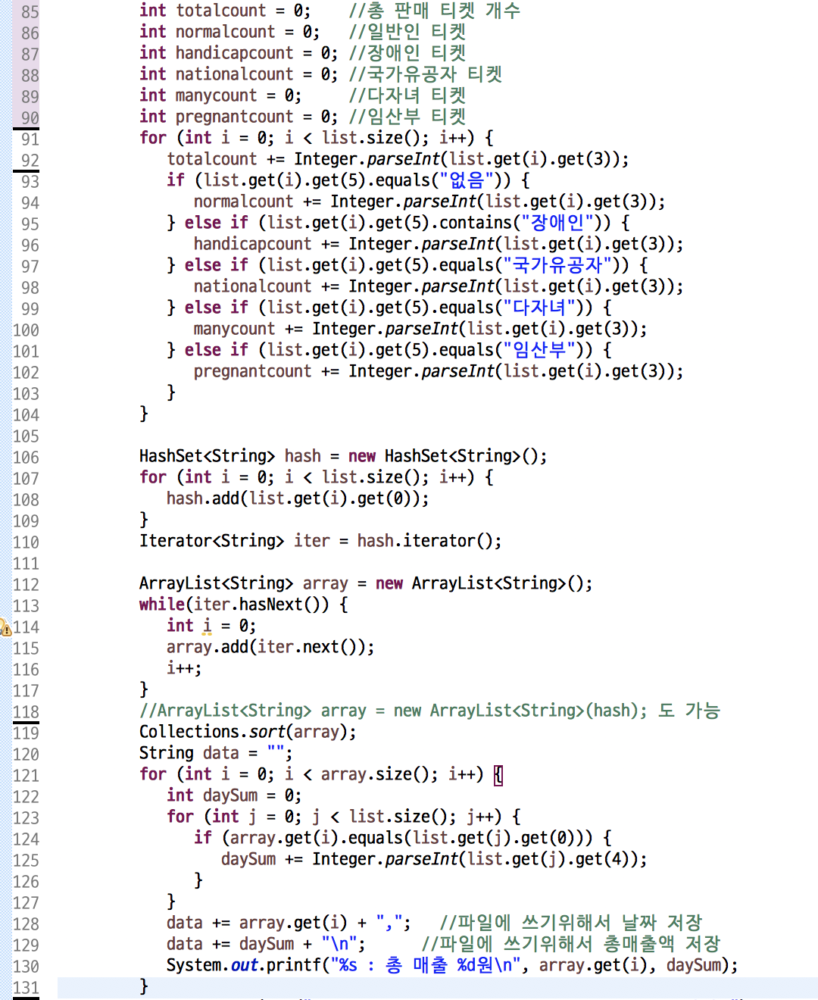 85 int totalcount = 0;    //총 판매 티켓 개수
86 int normalcount = 0;   //일반인 티켓
87 int handicapcount = 0; //장애인 티켓
88 int nationalcount = 0; //국가유공자 티켓
89 int manycount = 0;     //다자녀 티켓
90 int pregnantcount = 0; //임산부 티켓
91 for (int i = 0; i < list.size(); i++) {
92    totalcount += Integer.parseInt(list.get(i).get(3));
93    if (list.get(i).get(5).equals("없음")) {
94       normalcount += Integer.parseInt(list.get(i).get(3));
95    } else if (list.get(i).get(5).contains("장애인")) {
96       handicapcount += Integer.parseInt(list.get(i).get(3));
97    } else if (list.get(i).get(5).equals("국가유공자")) {
98       nationalcount += Integer.parseInt(list.get(i).get(3));
99    } else if (list.get(i).get(5).equals("다자녀")) {
100       manycount += Integer.parseInt(list.get(i).get(3));
101    } else if (list.get(i).get(5).equals("임산부")) {
102       pregnantcount += Integer.parseInt(list.get(i).get(3));
103    }
104 }
105
106 HashSet<String> hash = new HashSet<String>();
107 for (int i = 0; i < list.size(); i++) {
108    hash.add(list.get(i).get(0));
109 }
110 Iterator<String> iter = hash.iterator();
111
112 ArrayList<String> array = new ArrayList<String>();
113 while(iter.hasNext()) {
114    int i = 0;
115    array.add(iter.next());
116    i++;
117 }
118 //ArrayList<String> array = new ArrayList<String>(hash); 도 가능
119 Collections.sort(array);
120 String data = "";
121 for (int i = 0; i < array.size(); i++) {
122    int daySum = 0;
123    for (int j = 0; j < list.size(); j++) {
124       if (array.get(i).equals(list.get(j).get(0))) {
125          daySum += Integer.parseInt(list.get(j).get(4));
126       }
127    }
128    data += array.get(i) + ",";   //파일에 쓰기위해서 날짜 저장
129    data += daySum + "\n";      //파일에 쓰기위해서 총매출액 저장
130    System.out.printf("%s : 총 매출 %d원\n", array.get(i), daySum);
131 }